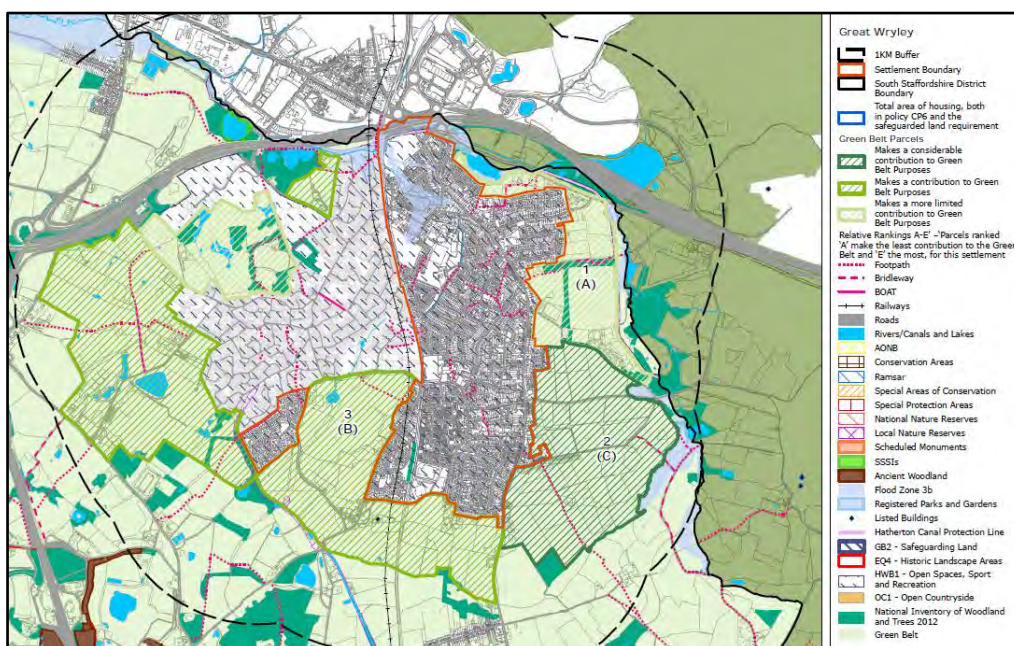 1
(A)
3
(B)
2
(C)
Great Wryley
1KM Buffer
Settlement Boundary
South Staffordshire District
Boundary
Total area of housing, both
in policy CP6 and the
safeguarded land requirement
Green Belt Parcels
Makes a considerable
contribution to Green
Belt Purposes
Makes a contribution to Green
Belt Purposes
Makes a more limited
contribution to Green
Belt Purposes
Relative Rankings A-E' –'Parcels ranked
'A' make the least contribution to the Green
Belt and 'E' the most, for this settlement
Footpath
Bridleway
BOAT
Railways
Roads
Rivers/Canals and Lakes
AONB
Conservation Areas
Ramsar
Special Areas of Conservation
Special Protection Areas
National Nature Reserves
Local Nature Reserves
Scheduled Monuments
SSSIs
Ancient Woodland
Flood Zone 3b
Registered Parks and Gardens
Listed Buildings
Hatherton Canal Protection Line
GB2 - Safeguarding Land
EQ4 - Historic Landscape Areas
HWB1 - Open Spaces, Sport
and Recreation
OC1 - Open Countryside
National Inventory of Woodland
and Trees 2012
Green Belt